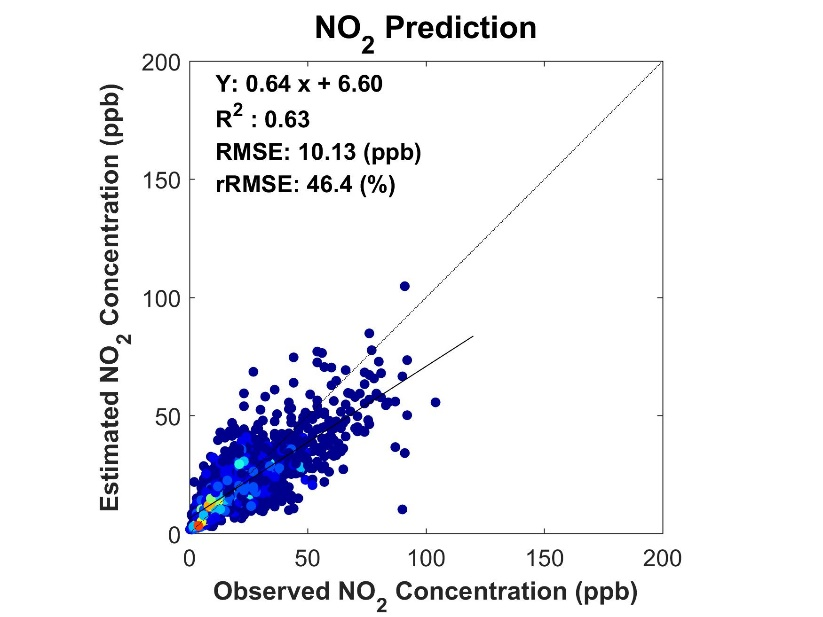 NO2 Prediction
Y: 0.64 x + 6.60
R2 : 0.63
RMSE: 10.13 (ppb)
rRMSE: 46.4 (%)
200
150
100
50
0
Estimated NO2 Concentration (ppb)
0 50 100 150 200
Observed NO2 Concentration (ppb)